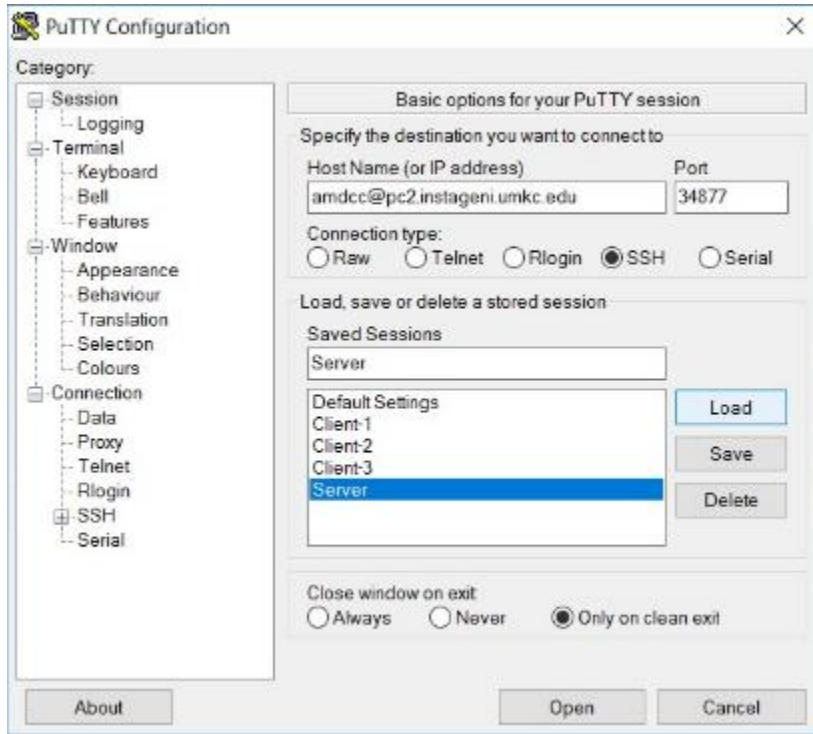 PuTTY Configuration
Category:
Session
Logging
Terminal
Keyboard
Bell
Features
Window
Appearance
Behaviour
Translation
Selection
Colours
Connection
Data
Proxy
Telnet
Rlogin
SSH
Serial
Basic options for your PuTTY session
Specify the destination you want to connect to
Host Name (or IP address) Port
amdcc@pc2.instageni.umkc.edu 34877
Connection type:
Raw Telnet Rlogin SSH Serial
Load, save or delete a stored session
Saved Sessions
Server
Default Settings
Client-1
Client-2
Client-3
Server
Load
Save
Delete
Close window on exit
Always Never Only on clean exit
About Open Cancel